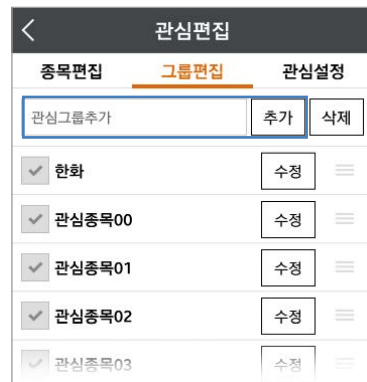 관심편집
종목편집 그룹편집 관심설정
관심그룹추가 추가 삭제
한화 수정
관심종목00 수정
관심종목01 수정
관심종목02 수정
관심종목03 수정